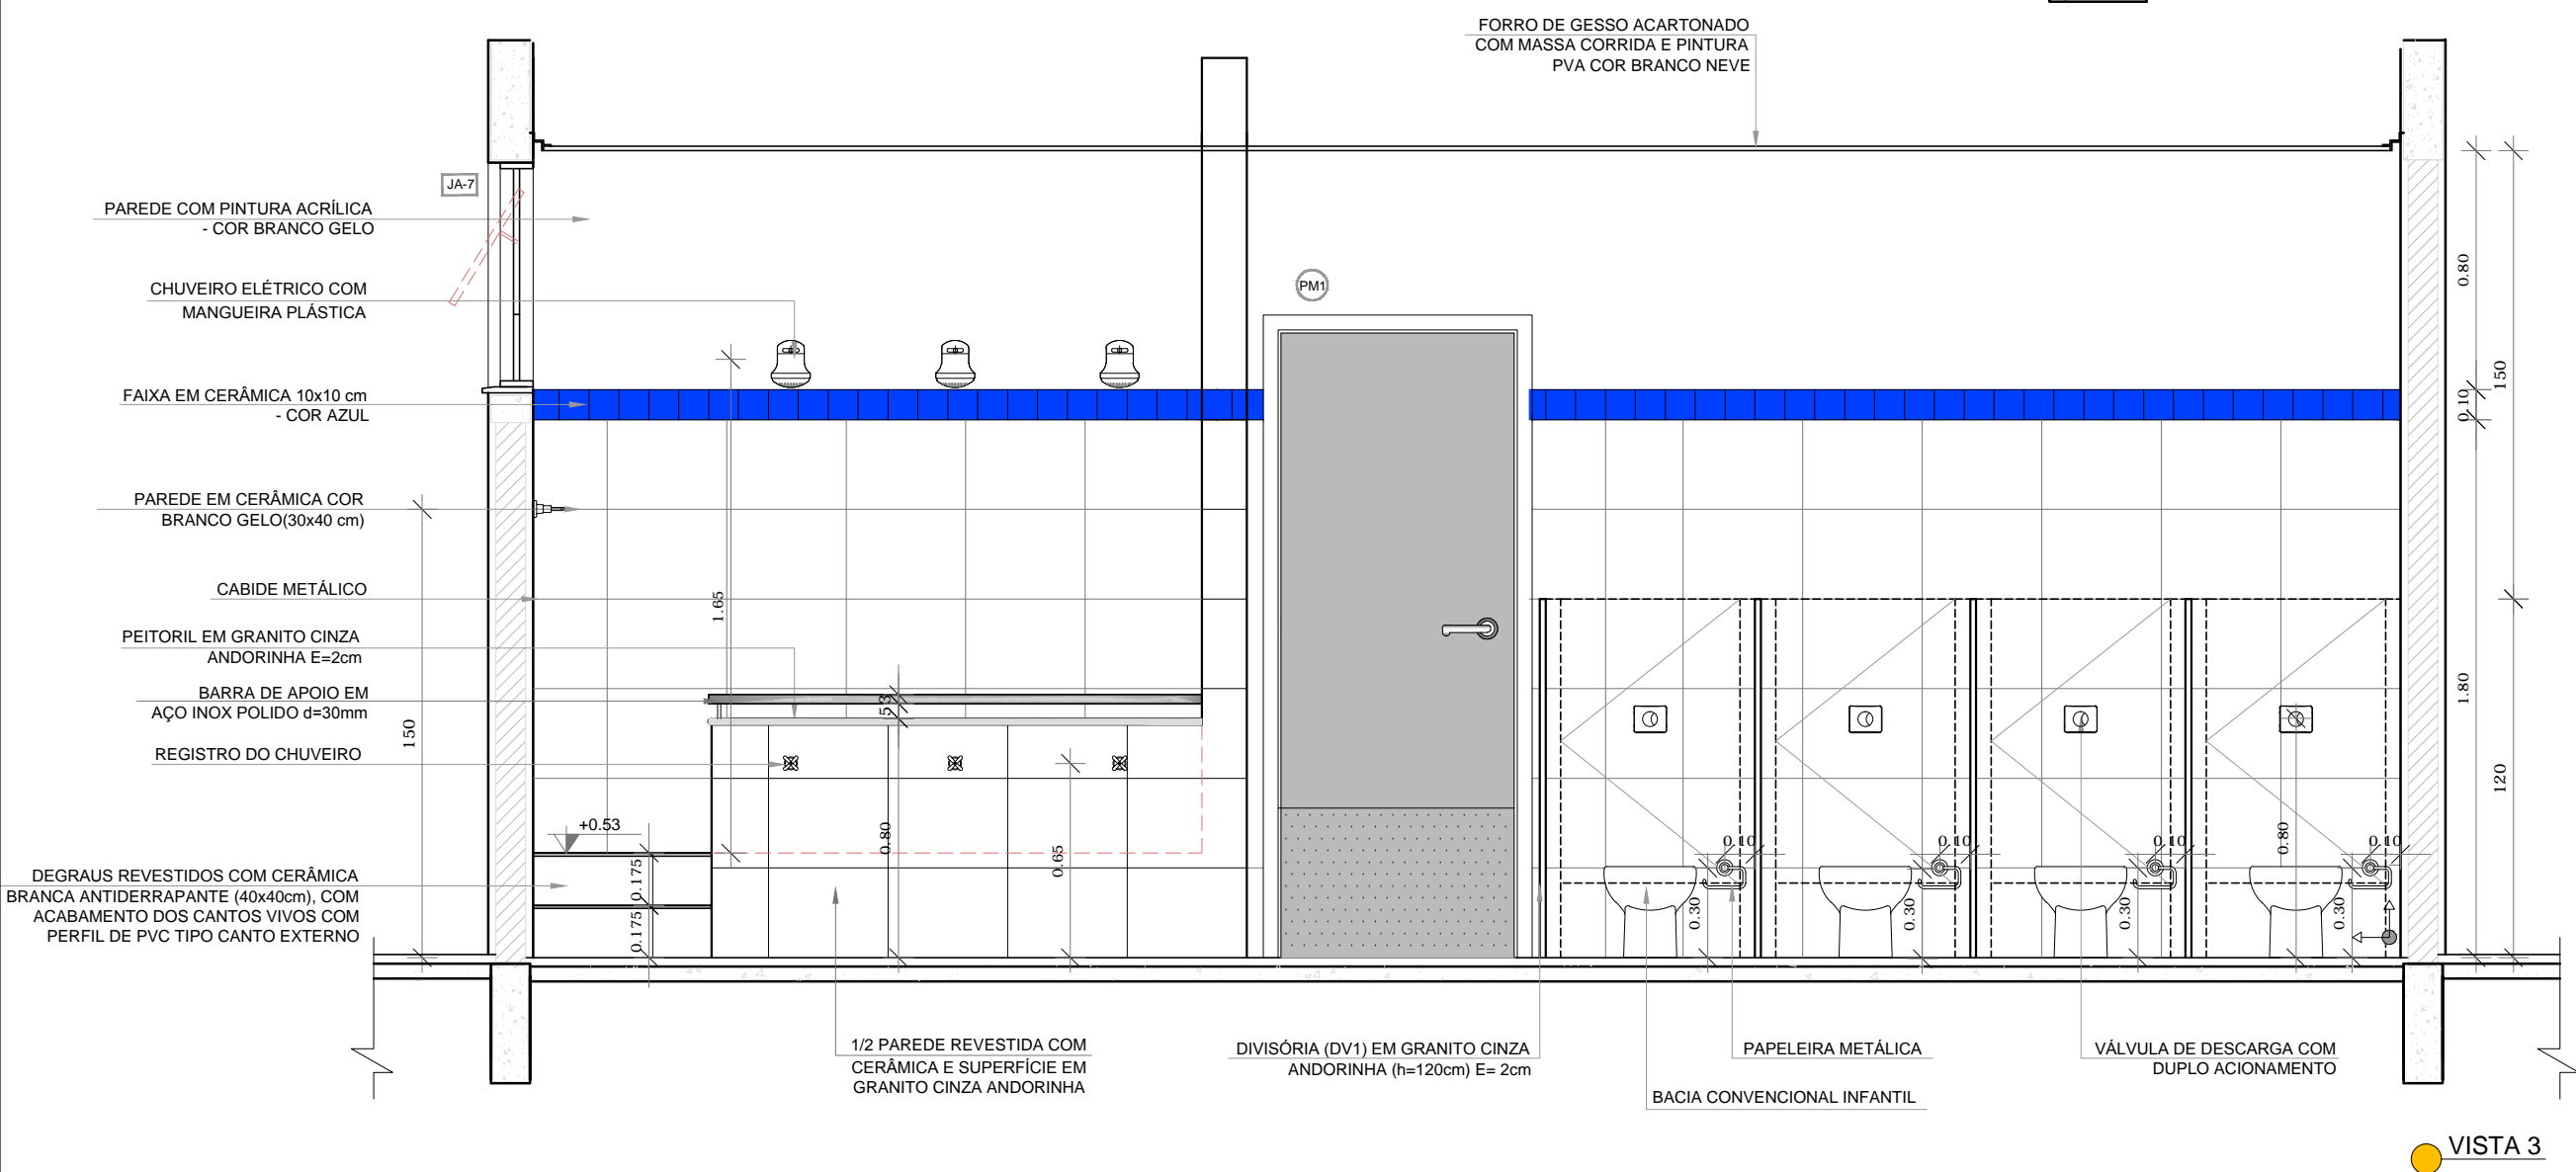 FORRO DE GESSO ACARTONADO
COM MASSA CORRIDA E PINTURA
PVA COR BRANCO NEVE
JA-7
PAREDE COM PINTURA ACRÍLICA
- COR BRANCO GELO
CHUVEIRO ELÉTRICO COM
MANGUEIRA PLÁSTICA
PM1
FAIXA EM CERÂMICA 10x10 cm
- COR AZUL
PAREDE EM CERÂMICA COR
BRANCO GELO(30x40 cm)
CABIDE METÁLICO
PEITORIL EM GRANITO CINZA
ANDORINHA E=2cm
BARRA DE APOIO EM
AÇO INOX POLIDO d=30mm
REGISTRO DO CHUVEIRO
DEGRAUS REVESTIDOS COM CERÂMICA
BRANCA ANTIDERRAPANTE (40x40cm), COM
ACABAMENTO DOS CANTOS VIVOS COM
PERFIL DE PVC TIPO CANTO EXTERNO
150
+0.53
0.175
0.175
1.65
5
3
0.80
0.65
0.10
0.10
0.10
0.10
0.30
0.30
0.30
0.30
0.80
0.80
0.10
1.80
150
120
1/2 PAREDE REVESTIDA COM
CERÂMICA E SUPERFÍCIE EM
GRANITO CINZA ANDORINHA
DIVISÓRIA (DV1) EM GRANITO CINZA
ANDORINHA (h=120cm) E= 2cm
PAPELEIRA METÁLICA
BACIA CONVENCIONAL INFANTIL
VÁLVULA DE DESCARGA COM
DUPLO ACIONAMENTO
VISTA 3